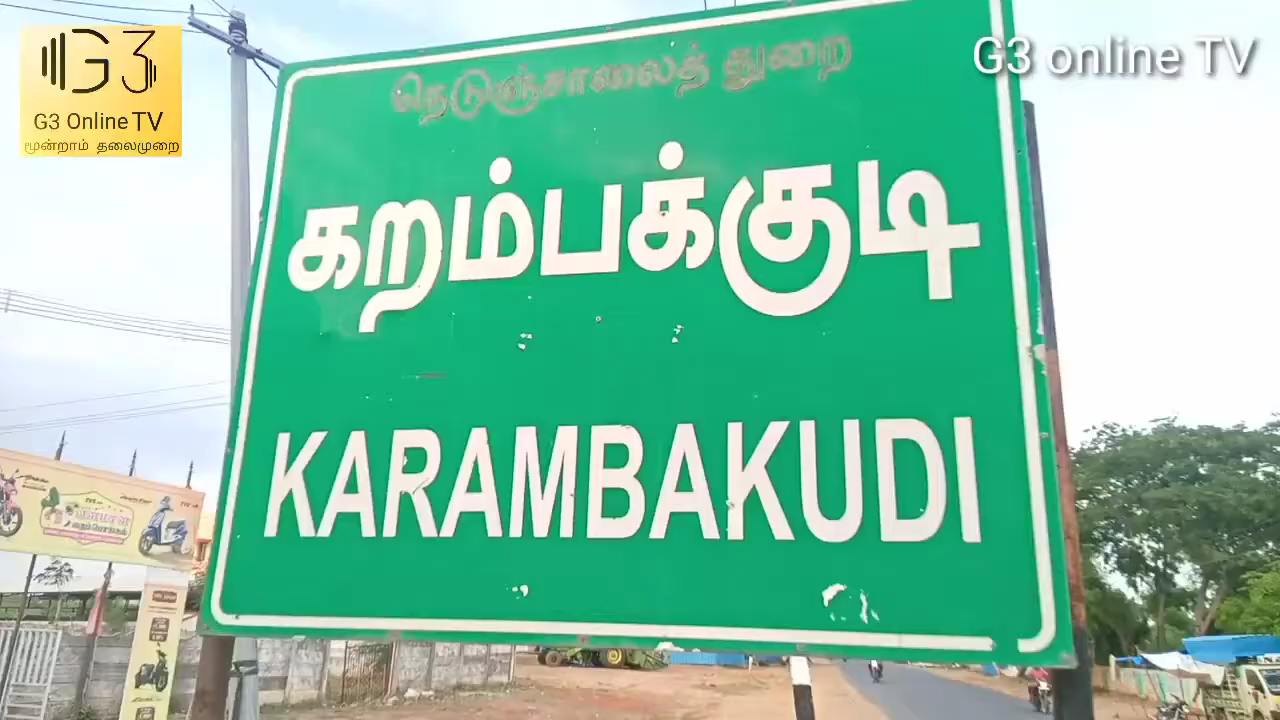 G3
G3 Online TV
மூன்றாம் தலைமுறை
G3 online TV
நெடுஞ்சாலைத் துறை
கறம்பக்குடி
KARAMBAKUDI